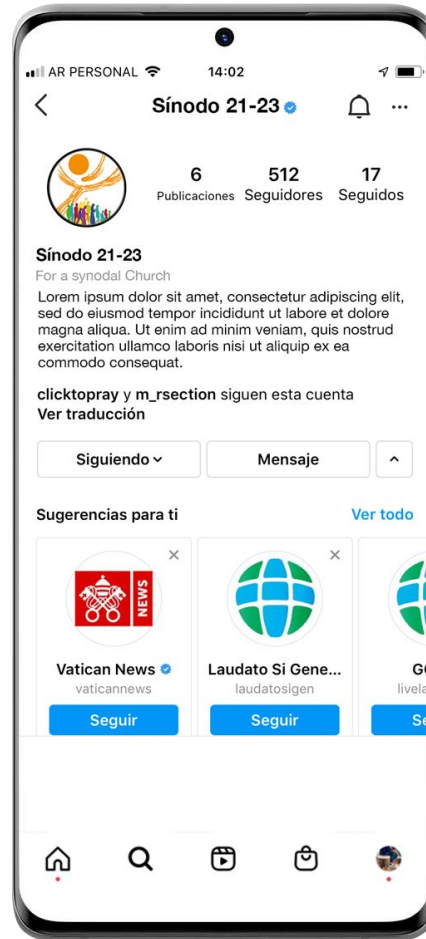 AR PERSONAL 14:02
Sínodo 21-23
6 512 17
Publicaciones Seguidores Seguidos
Sínodo 21-23
For a synodal Church
Lorem ipsum dolor sit amet, consectetur adipiscing elit,
sed do eiusmod tempor incididunt ut labore et dolore
magna aliqua. Ut enim ad minim veniam, quis nostrud
exercitation ullamco laboris nisi ut aliquip ex ea
commodo consequat.
clicktopray y m_rsection siguen esta cuenta
Ver traducción
Siguiendo Mensaje
Sugerencias para ti Ver todo
NEWS
Vatican News Laudato Si Gene...
vaticannews laudatosigen
Seguir Seguir